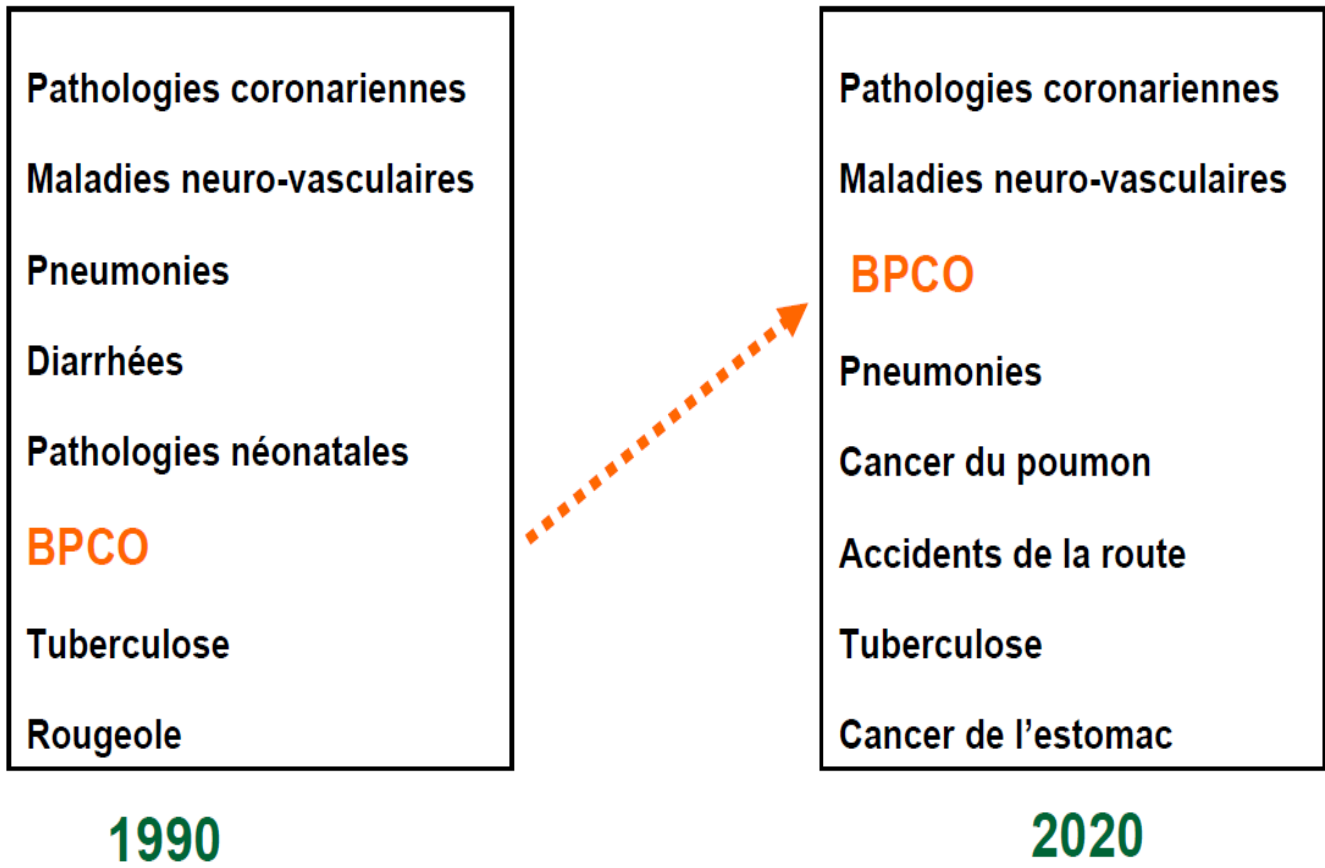 Pathologies coronariennes
Maladies neuro-vasculaires
Pneumonies
Diarrhées
Pathologies néonatales
BPCO
Tuberculose
Rougeole
1990
Pathologies coronariennes
Maladies neuro-vasculaires
BPCO
Pneumonies
Cancer du poumon
Accidents de la route
Tuberculose
Cancer de l’estomac
2020